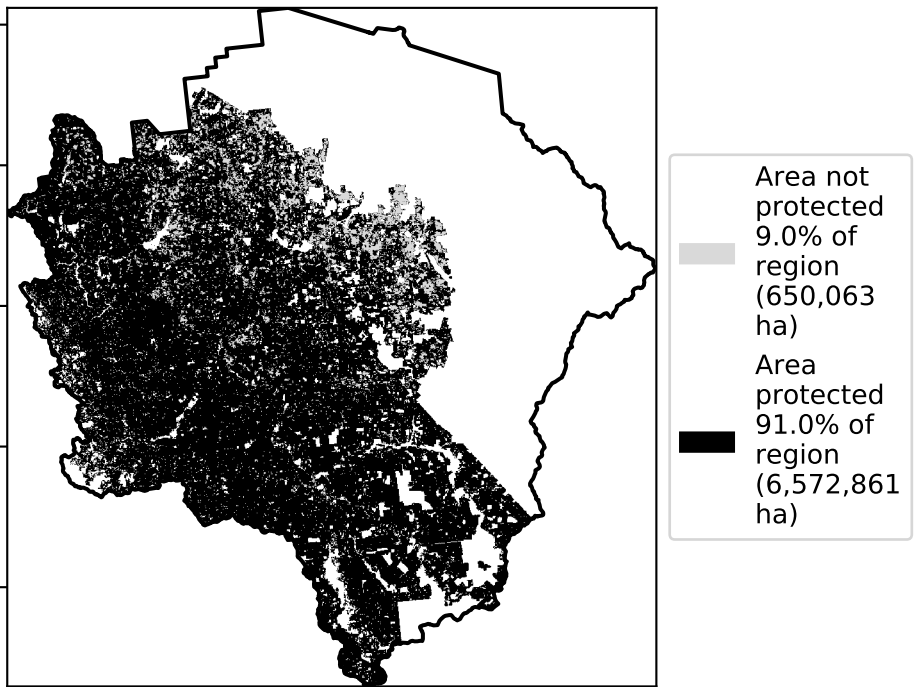 Area not
protected
9.0% of
region
(650,063
ha)
Area
protected
91.0% of
region
(6,572,861
ha)